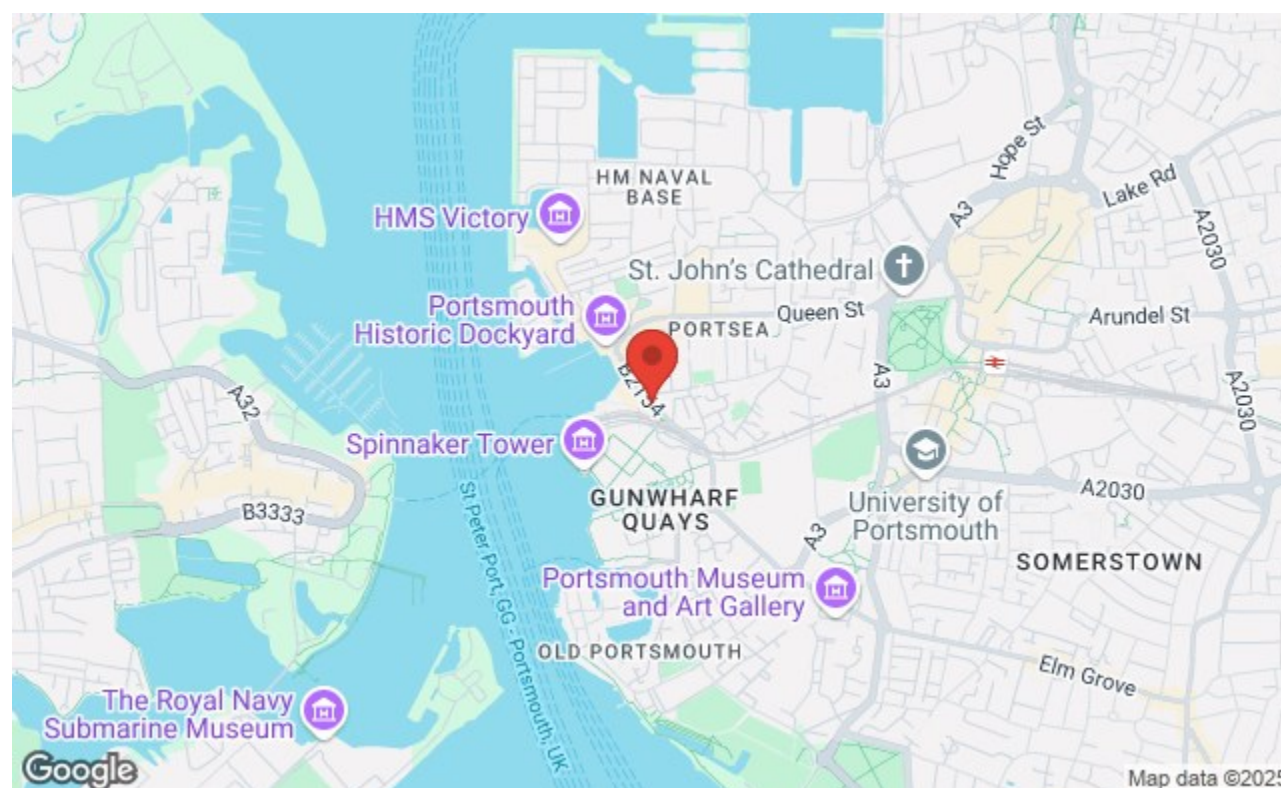 HM NAVAL
BASE
HMS Victory
Hope St
Lake Rd
A3
A2030
St. John's Cathedral
Portsmouth
Historic Dockyard
Queen St
PORTSEA
Arundel St
B2154
A3
A32
A2030
Spinnaker Tower
B3333
GUNWHARF
QUAYS
A2030
University of
Portsmouth
A3
St Peter Port, GG - Portsmouth, UK
SOMERSTOWN
Portsmouth Museum
and Art Gallery
OLD PORTSMOUTH
Elm Grove
The Royal Navy
Submarine Museum
Google
Map data ©2025